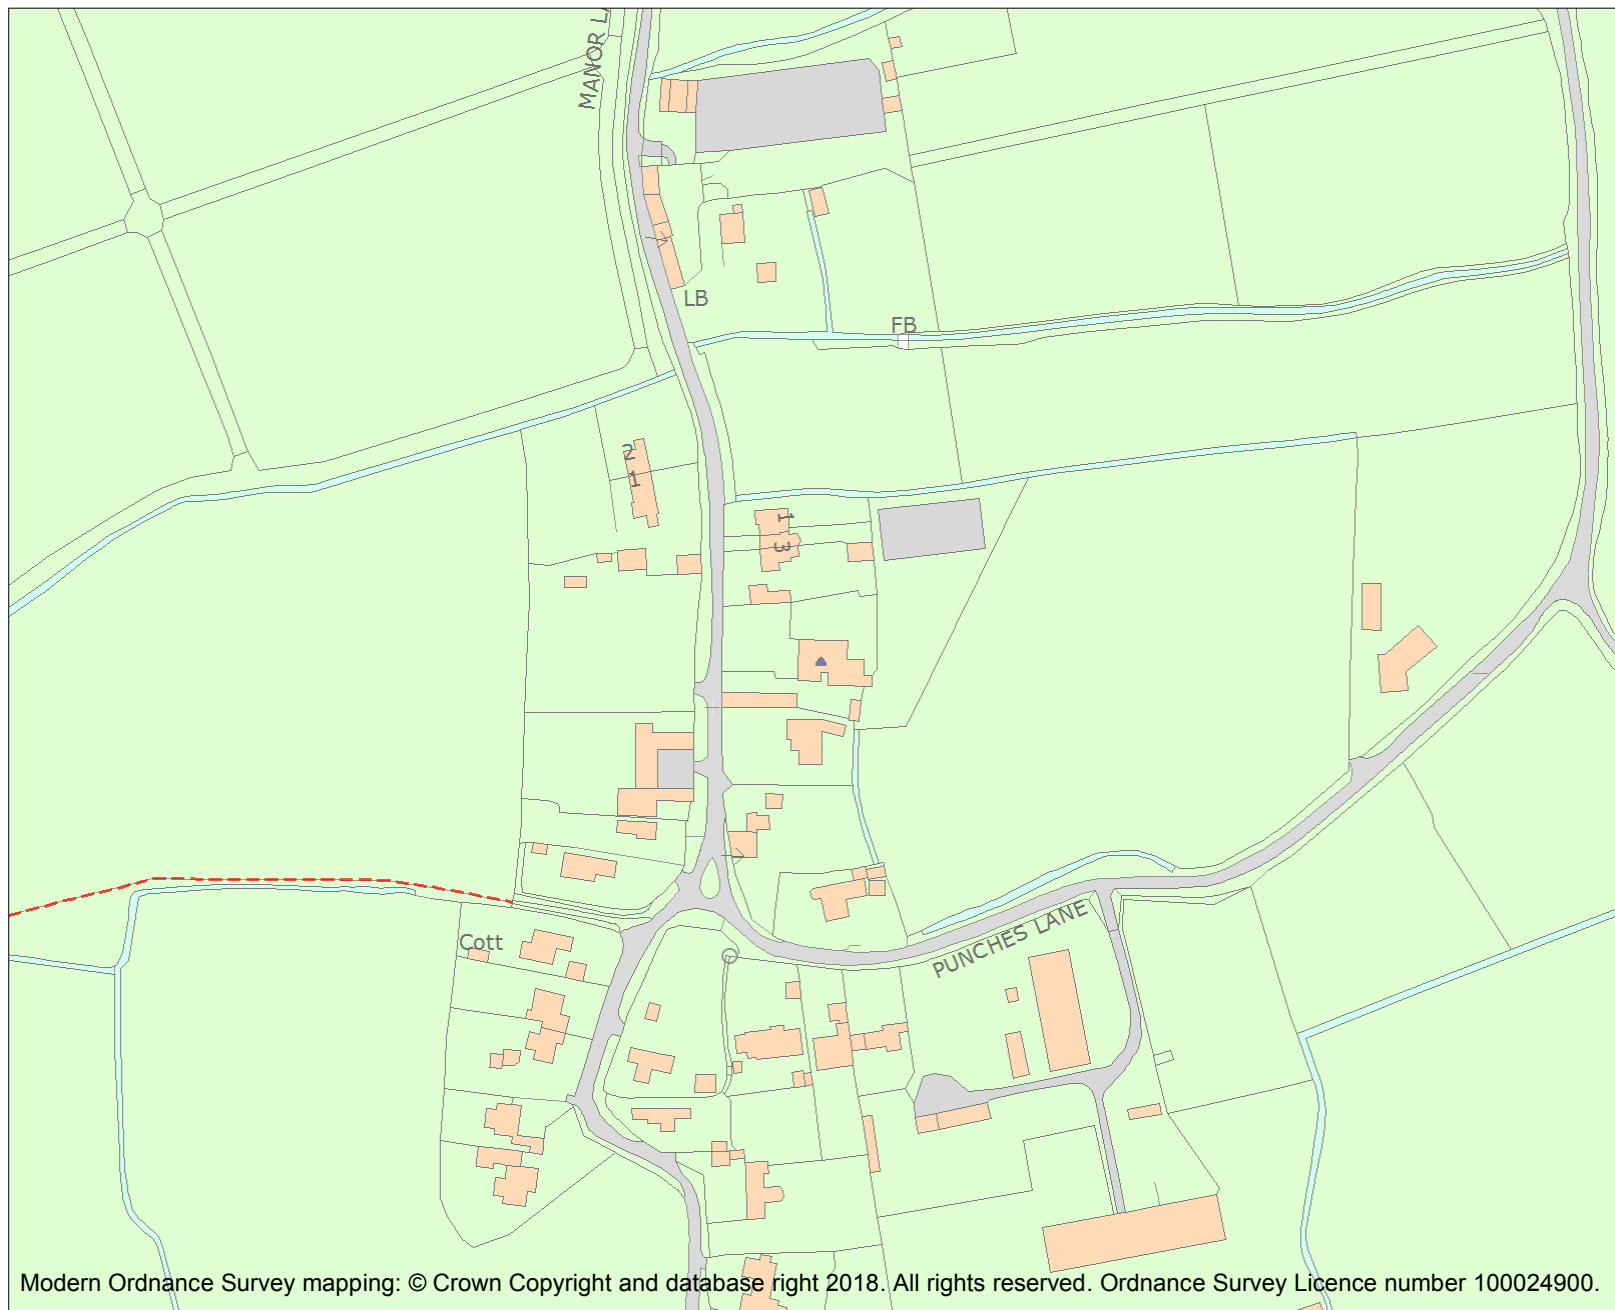 MANOR LA
LB
FB
2
1
1
3
Cott
PUNCHES LANE
Modern Ordnance Survey mapping: © Crown Copyright and database right 2018. All rights reserved. Ordnance Survey Licence number 100024900.